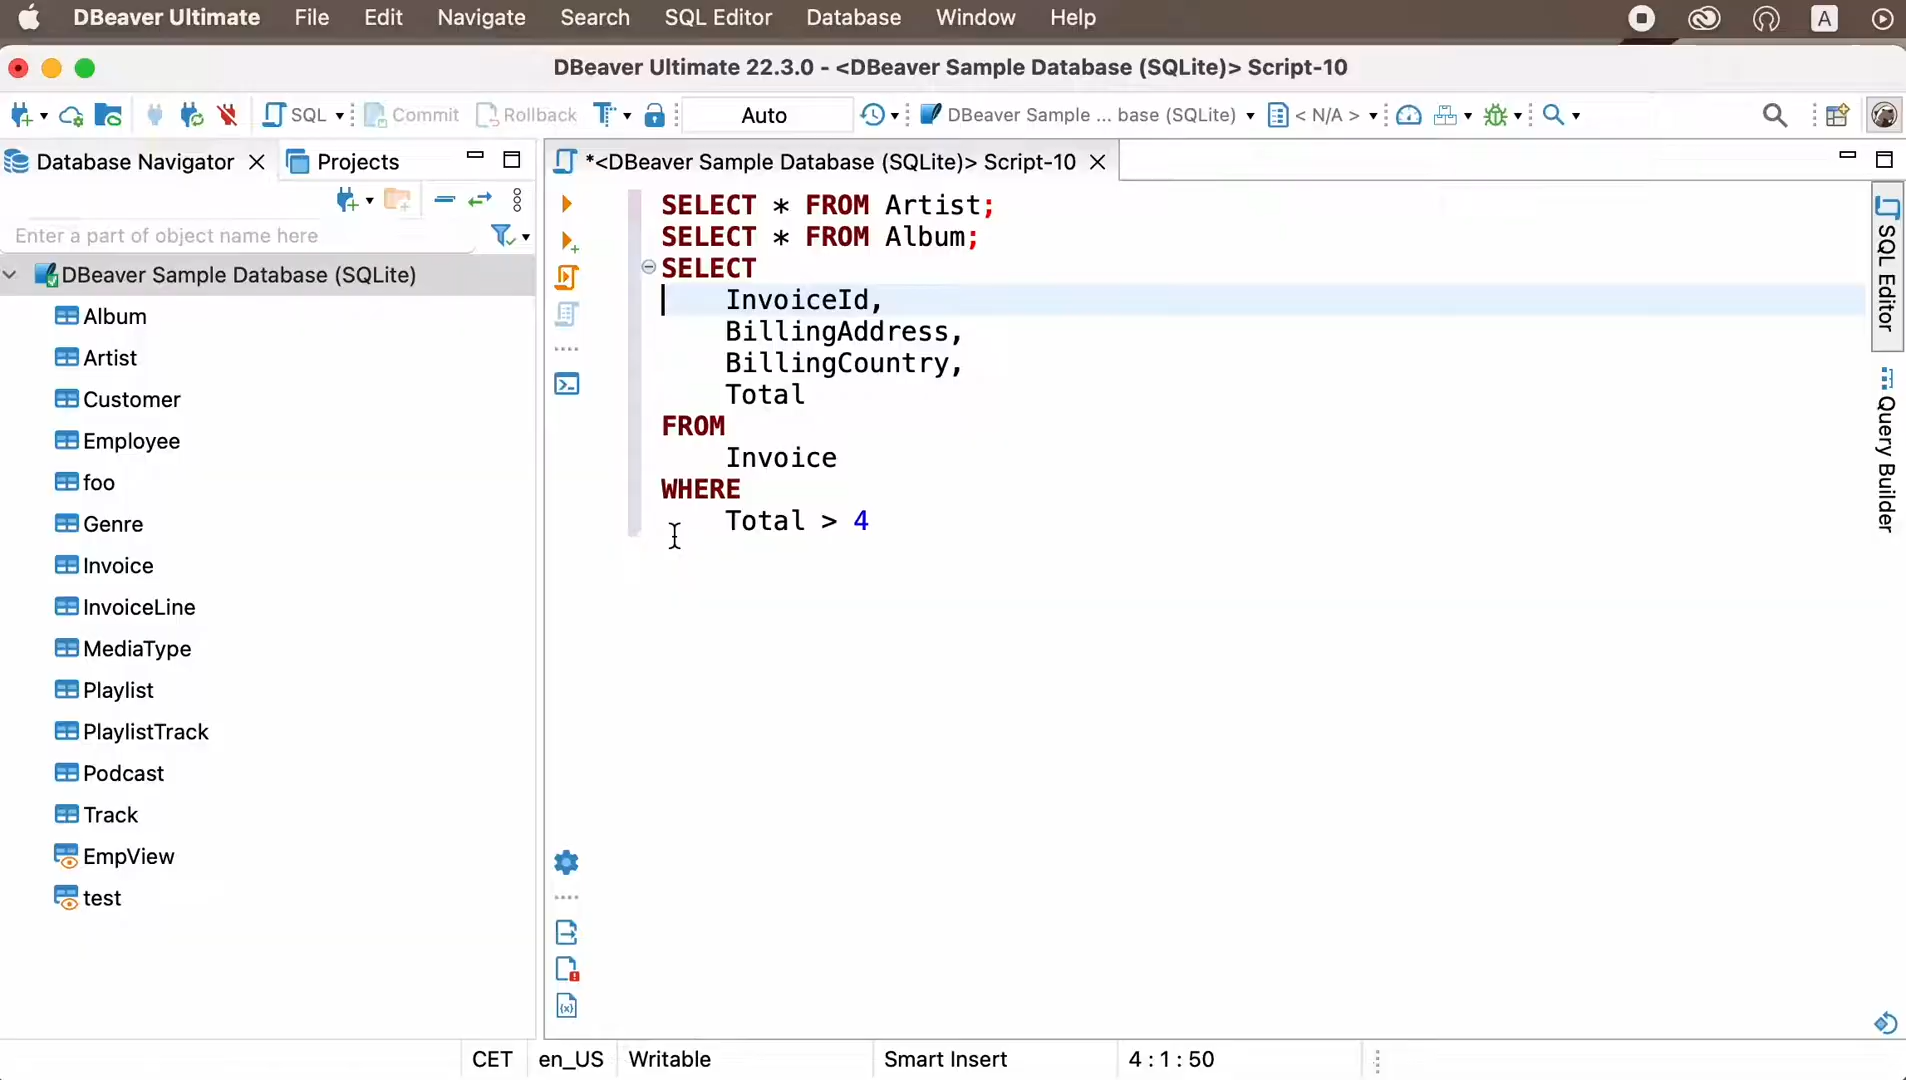 DBeaver Ultimate File Edit Navigate Search SQL Editor Database Window Help A
DBeaver Ultimate 22.3.0 - <DBeaver Sample Database (SQLite)> Script-10
SQL Commit Rollback Auto DBeaver Sample ... base (SQLite) < N/A >
Database Navigator Projects
*<DBeaver Sample Database (SQLite)> Script-10
Enter a part of object name here
DBeaver Sample Database (SQLite)
Album
Artist
Customer
Employee
foo
Genre
Invoice
InvoiceLine
MediaType
Playlist
PlaylistTrack
Podcast
Track
EmpView
test
SELECT * FROM Artist;
SELECT * FROM Album;
SELECT
InvoiceId,
BillingAddress,
BillingCountry,
Total
FROM
Invoice
WHERE
Total > 4
SQL Editor
Query Builder
CET en_US Writable Smart Insert 4 : 1 : 50